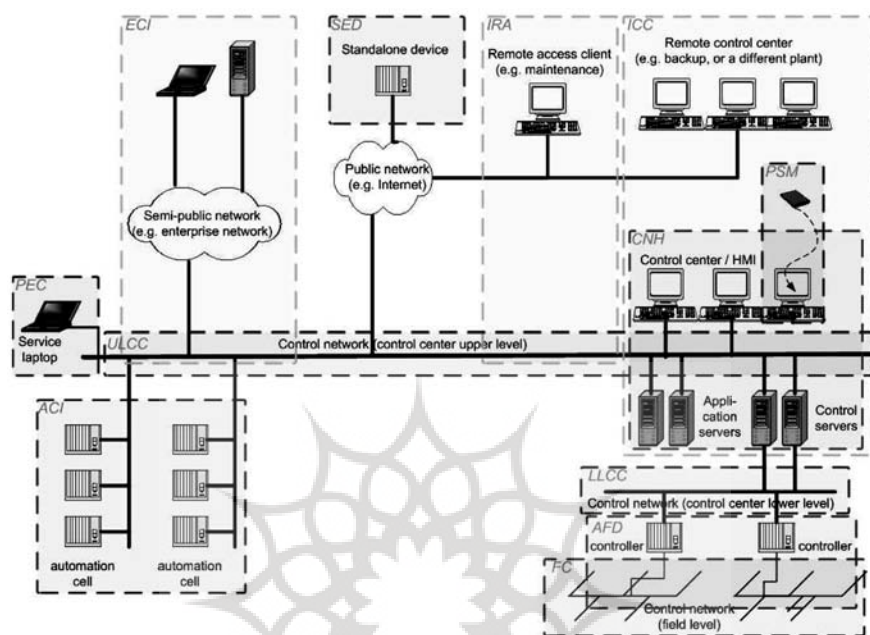 ECI
SED
Standalone device
IRA
Remote access client
(e.g. maintenance)
ICC
Remote control center
(e.g. backup, or a different plant)
Public network
(e.g. Internet)
PSM
Semi-public network
(e.g. enterprise network)
CNH
Control center / HMI
PEC
Service
laptop
ULCC
Control network (control center upper level)
ACI
Appli-
cation
servers
Control
servers
automation
cell
automation
cell
LLCC
Control network (control center lower level)
AFD
controller
controller
FC
Control network
(field level)